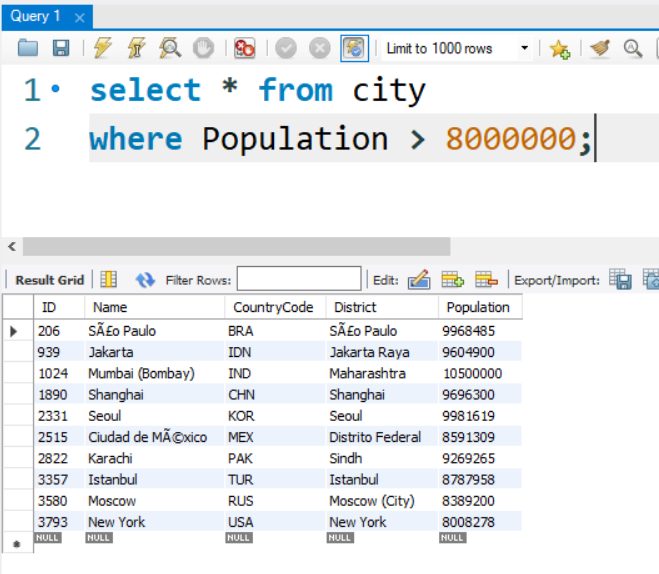 Query 1
Limit to 1000 rows
1 select * from city
2 where Population > 8000000;
Result Grid Filter Rows: Edit: Export/Import:
ID Name CountryCode District Population
206 SÃ£o Paulo BRA SÃ£o Paulo 9968485
939 Jakarta IDN Jakarta Raya 9604900
1024 Mumbai (Bombay) IND Maharashtra 10500000
1890 Shanghai CHN Shanghai 9696300
2331 Seoul KOR Seoul 9981619
2515 Ciudad de MÃ©xico MEX Distrito Federal 8591309
2822 Karachi PAK Sindh 9269265
3357 Istanbul TUR Istanbul 8787958
3580 Moscow RUS Moscow (City) 8389200
3793 New York USA New York 8008278
NULL NULL NULL NULL NULL